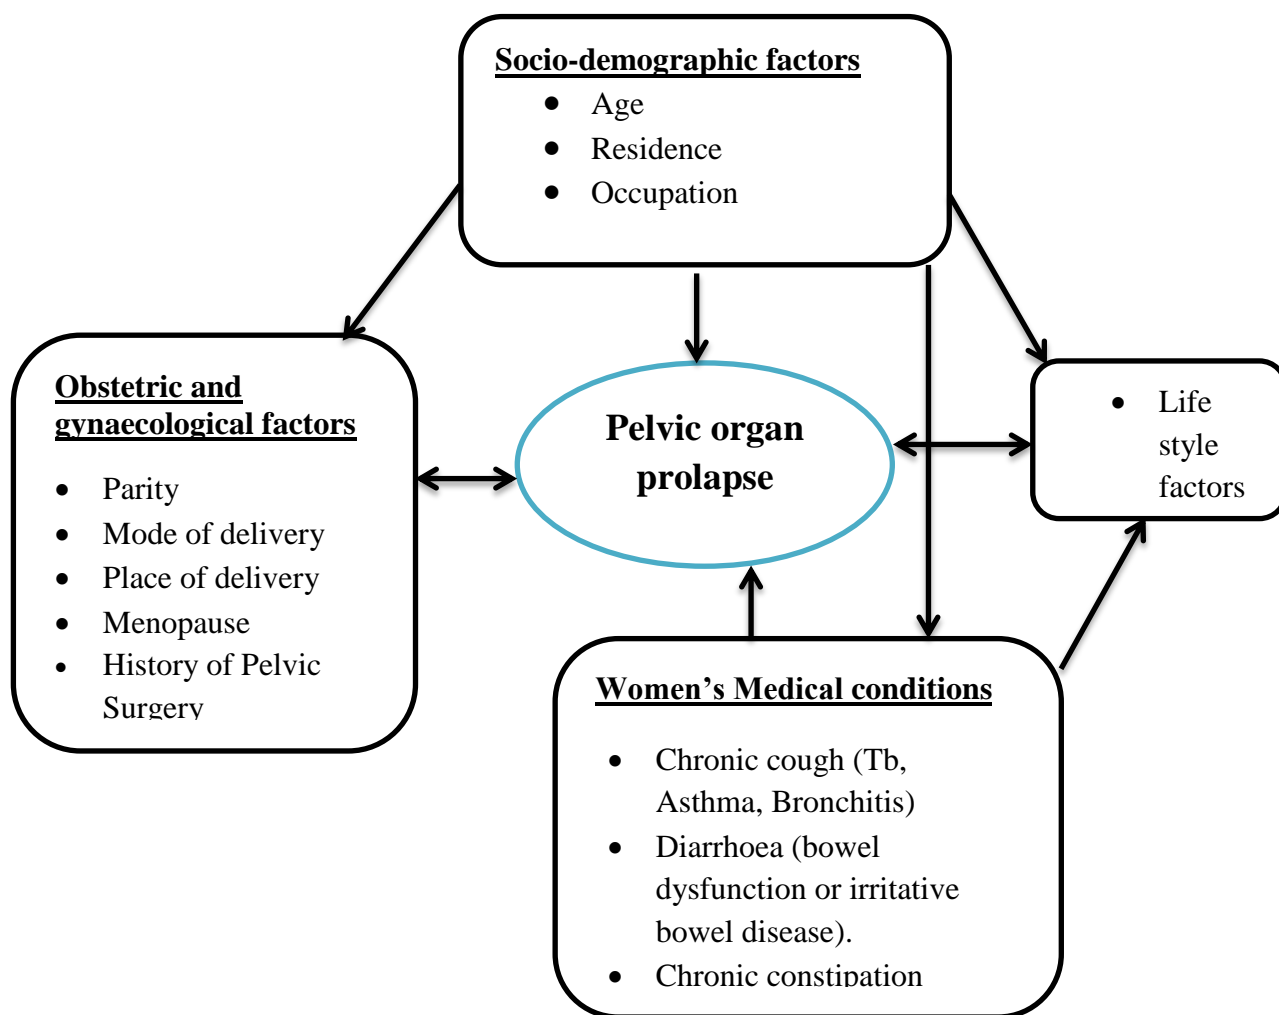 Socio-demographic factors
• Age
• Residence
• Occupation
Obstetric and
gynaecological factors
• Parity
• Mode of delivery
• Place of delivery
• Menopause
• History of Pelvic
Surgery
Pelvic organ
prolapse
• Life
style
factors
Women’s Medical conditions
• Chronic cough (Tb,
Asthma, Bronchitis)
• Diarrhoea (bowel
dysfunction or irritative
bowel disease).
• Chronic constipation